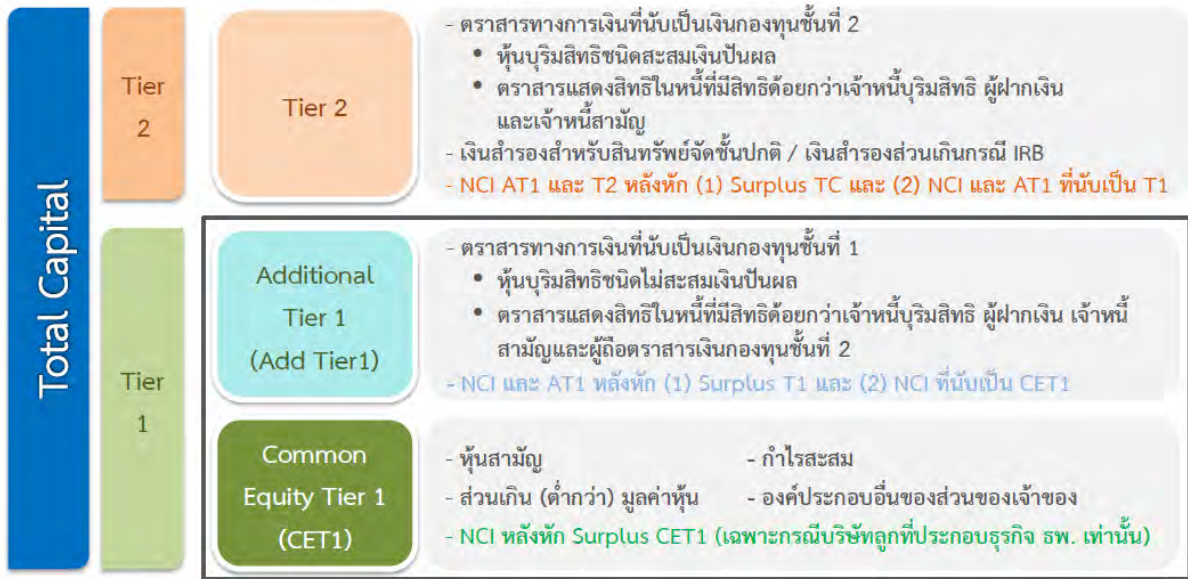 Total Capital
Tier
2
Tier 2
- ตราสารทางการเงินที่นับเป็นเงินกองทุนชั้นที่ 2
• หุ้นบุริมสิทธิชนิดสะสมเงินปันผล
• ตราสารแสดงสิทธิในหนี้ที่มีสิทธิด้อยกว่าเจ้าหนี้บุริมสิทธิ ผู้ฝากเงิน
และเจ้าหนี้สามัญ
- เงินสำรองสำหรับสินทรัพย์จัดชั้นปกติ / เงินสำรองส่วนเกินกรณี IRB
- NCI AT1 และ T2 หลังหัก (1) Surplus TC และ (2) NCI และ AT1 ที่นับเป็น T1
Tier
1
Additional
Tier 1
(Add Tier1)
- ตราสารทางการเงินที่นับเป็นเงินกองทุนชั้นที่ 1
• หุ้นบุริมสิทธิชนิดไม่สะสมเงินปันผล
• ตราสารแสดงสิทธิในหนี้ที่มีสิทธิด้อยกว่าเจ้าหนี้บุริมสิทธิ ผู้ฝากเงิน เจ้าหนี้
สามัญและผู้ถือตราสารเงินกองทุนชั้นที่ 2
- NCI และ AT1 หลังหัก (1) Surplus T1 และ (2) NCI ที่นับเป็น CET1
Common
Equity Tier 1
(CET1)
- หุ้นสามัญ - กำไรสะสม
- ส่วนเกิน (ต่ำกว่า) มูลค่าหุ้น - องค์ประกอบอื่นของส่วนของเจ้าของ
- NCI หลังหัก Surplus CET1 (เฉพาะกรณีบริษัทลูกที่ประกอบธุรกิจ ธพ. เท่านั้น)